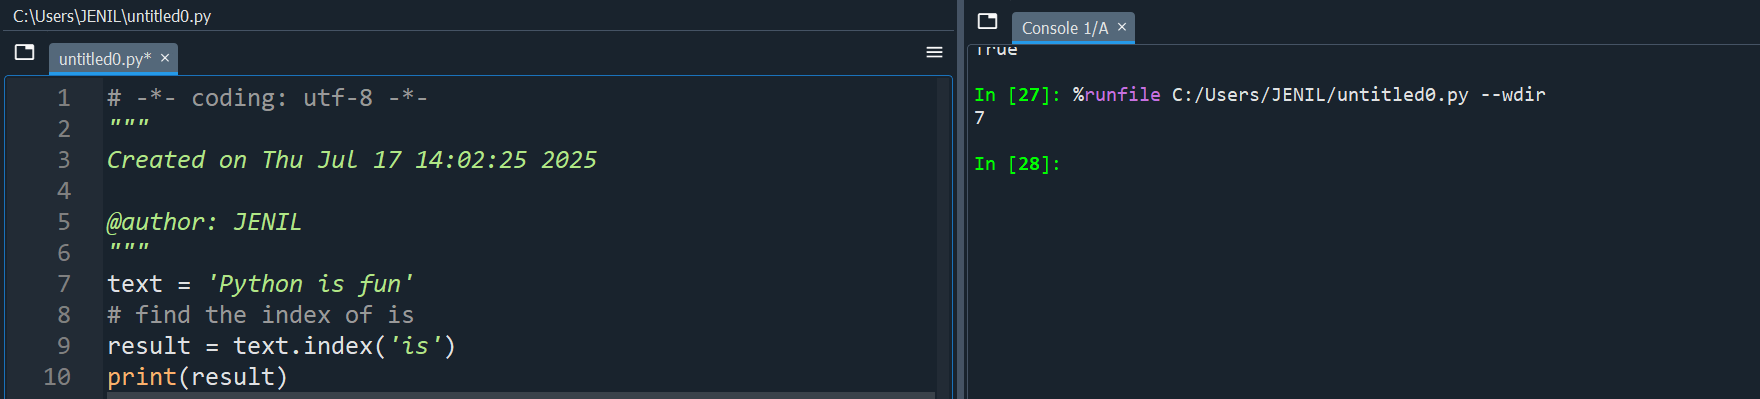 C:\Users\JENIL\untitled0.py
untitled0.py*
1 # -*- coding: utf-8 -*-
2 """
3 Created on Thu Jul 17 14:02:25 2025
4
5 @author: JENIL
6 """
7 text = 'Python is fun'
8 # find the index of is
9 result = text.index('is')
10 print(result)
Console 1/A
True
In [27]: %runfile C:/Users/JENIL/untitled0.py --wdir
7
In [28]: